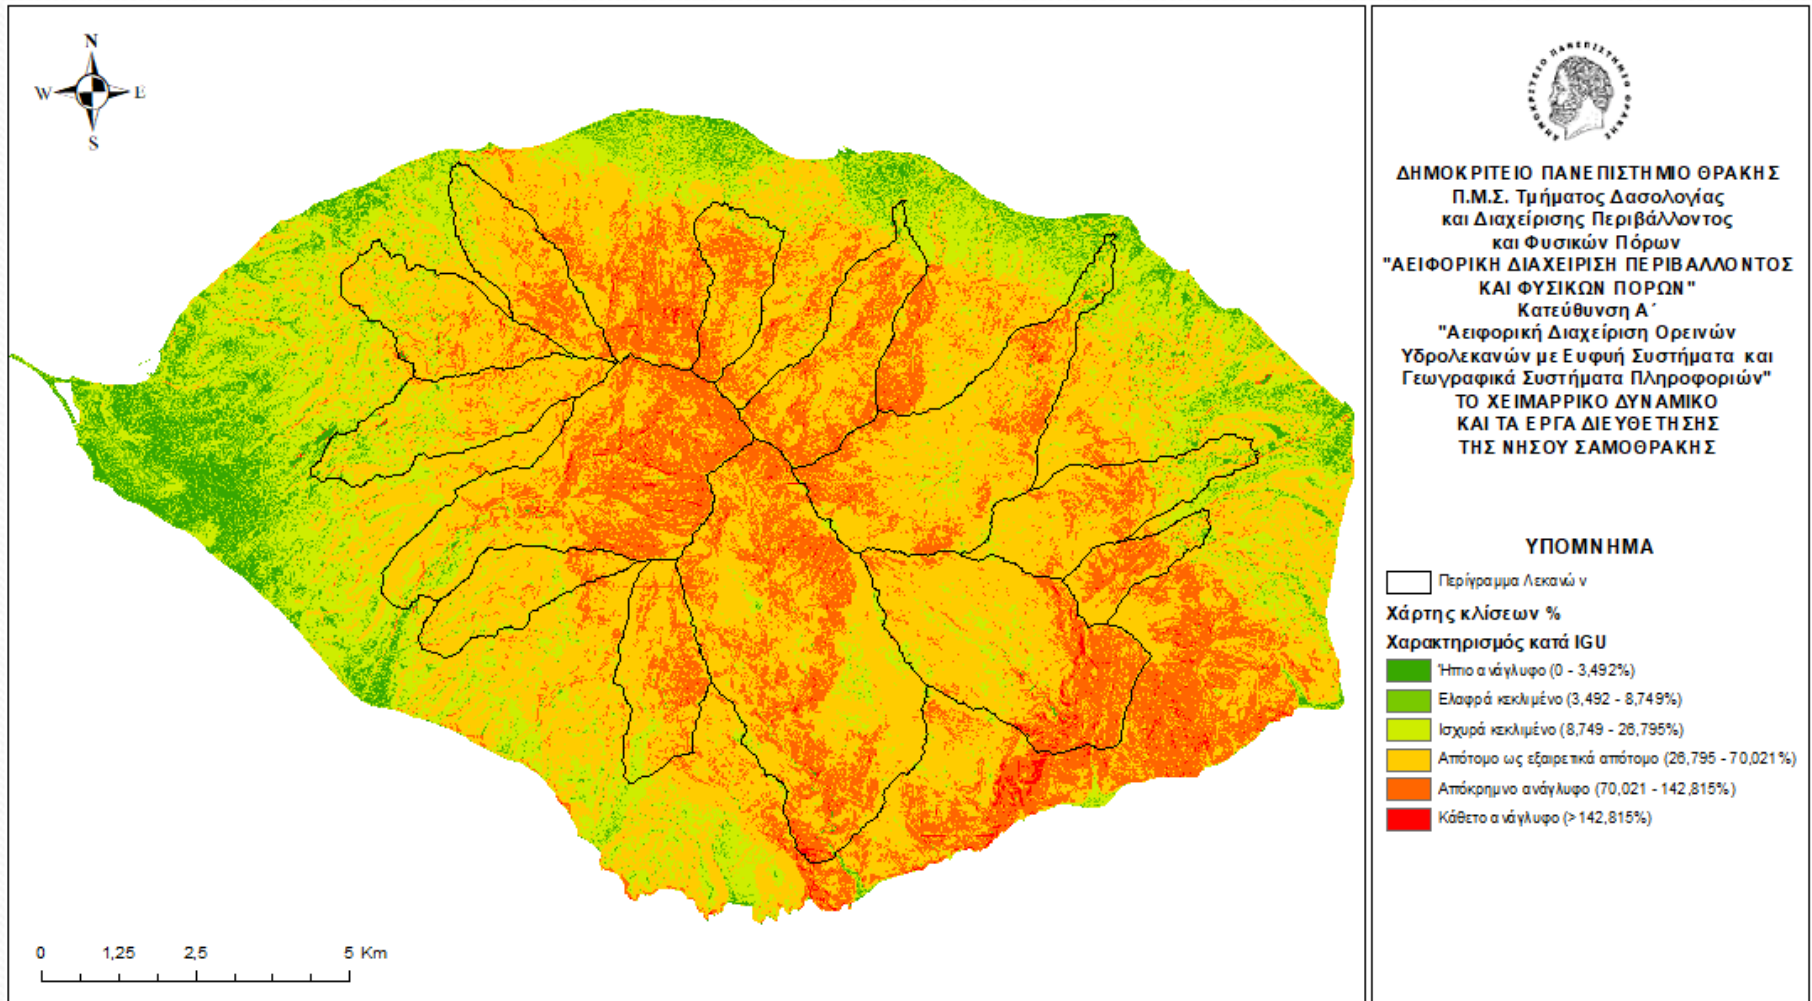 N
W E
S
ΔΗΜΟΚΡΙΤΕΙΟ ΠΑΝΕΠΙΣΤΗΜΙΟ ΘΡΑΚΗΣ
ΔΗΜΟΚΡΙΤΕΙΟ ΠΑΝΕΠΙΣΤΗΜΙΟ ΘΡΑΚΗΣ
Π.Μ.Σ. Τμήματος Δασολογίας
και Διαχείρισης Περιβάλλοντος
και Φυσικών Πόρων
"ΑΕΙΦΟΡΙΚΗ ΔΙΑΧΕΙΡΙΣΗ ΠΕΡΙΒΑΛΛΟΝΤΟΣ
ΚΑΙ ΦΥΣΙΚΩΝ ΠΟΡΩΝ"
Κατεύθυνση Α΄
"Αειφορική Διαχείριση Ορεινών
Υδρολεκανών με Ευφυή Συστήματα και
Γεωγραφικά Συστήματα Πληροφοριών"
ΤΟ ΧΕΙΜΑΡΡΙΚΟ ΔΥΝΑΜΙΚΟ
ΚΑΙ ΤΑ ΕΡΓΑ ΔΙΕΥΘΕΤΗΣΗΣ
ΤΗΣ ΝΗΣΟΥ ΣΑΜΟΘΡΑΚΗΣ
ΥΠΟΜΝΗΜΑ
Περίγραμμα Λεκανών
Χάρτης κλίσεων %
Χαρακτηρισμός κατά IGU
Ήπιο ανάγλυφο (0 - 3,492%)
Ελαφρά κεκλιμένο (3,492 - 8,749%)
Ισχυρά κεκλιμένο (8,749 - 26,795%)
Απότομο ως εξαιρετικά απότομο (26,795 - 70,021%)
Απόκρημνο ανάγλυφο (70,021 - 142,815%)
Κάθετο ανάγλυφο (> 142,815%)
0 1,25 2,5 5 Km